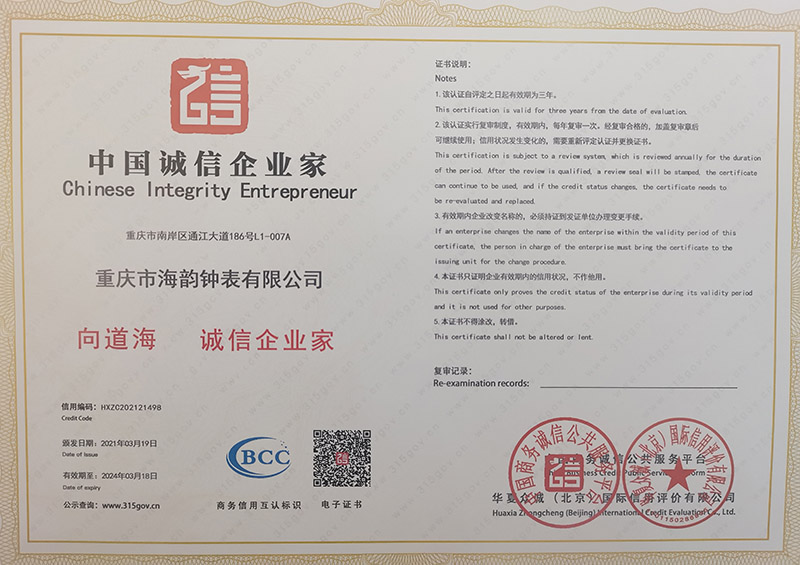 中国诚信企业家
Chinese Integrity Entrepreneur
重庆市南岸区通江大道186号L1-007A
重庆市海韵钟表有限公司
向道海 诚信企业家
信用编码：HXZC202121498
Credit Code
颁发日期：2021年03月19日
Date of Issue
有效期至：2024年03月18日
Date of expiry
公示查询：www.315gov.cn
BCC
商务信用互认标识
电子证书
证书说明：
Notes
1. 该认证自评定之日起有效期为三年。
This certification is valid for three years from the date of evaluation.
2. 该认证实行复审制度，有效期内，每年复审一次。经复审合格的，加盖复审章后
可继续使用；信用状况发生变化的，需要重新评定认证并更换证书。
This certification is subject to a review system, which is reviewed annually for the duration
of the period. After the review is qualified, a review seal will be stamped, the certificate
can continue to be used, and if the credit status changes, the certificate needs to
be re-evaluated and replaced.
3. 有效期内企业改变名称的，必须持证到发证单位办理变更手续。
If an enterprise changes the name of the enterprise within the validity period of this
certificate, the person in charge of the enterprise must bring the certificate to the
issuing unit for the change procedure.
4. 本证书只证明企业有效期内的信用状况，不作他用。
This certificate only proves the credit status of the enterprise during its validity period
and it is not used for other purposes.
5. 本证书不得涂改，转借。
This certificate shall not be altered or lent.
复审记录：
Re-examination records:
商务诚信公共服务平台
Business Credit Public Service Platform
华夏众诚（北京）国际信用评价有限公司
Huaxia Zhongcheng (Beijing) International Credit Evaluation Co., Ltd.